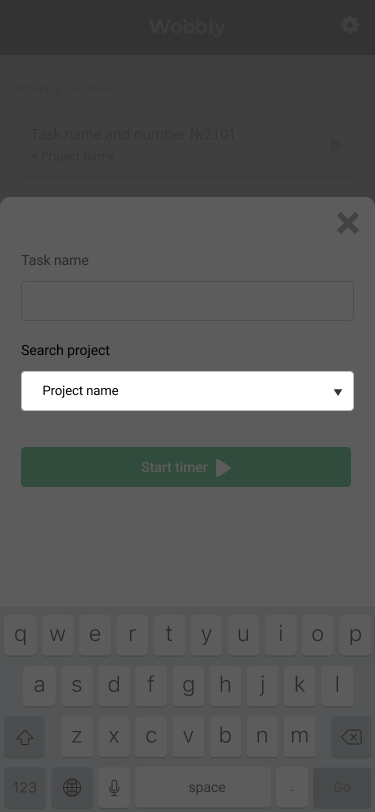 Wobbly
Working on these?
Task name and number №2101
• Project name
Task name
Search project
Project name
Start timer
q w e r t y u i o p
a s d f g h j k l
z x c v b n m
123 space . Go